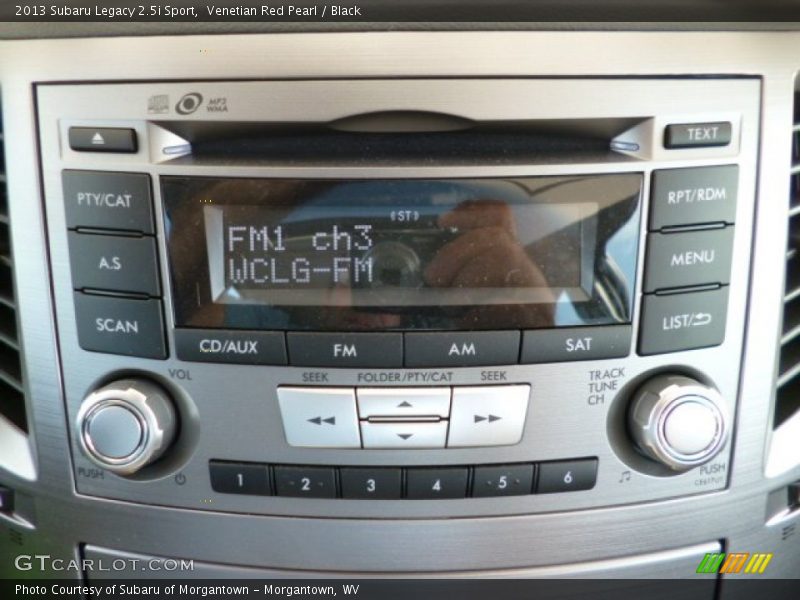 2013 Subaru Legacy 2.5i Sport, Venetian Red Pearl / Black
MP3
WMA
TEXT
PTY/CAT
RPT/RDM
(ST)
FM1 ch3
WCLG-FM
A.S
MENU
SCAN
LIST/
CD/AUX FM AM SAT
VOL
SEEK FOLDER/PTY/CAT SEEK
TRACK
TUNE
CH
PUSH
1 2 3 4 5 6
PUSH
GTCARLOT.COM
Photo Courtesy of Subaru of Morgantown - Morgantown, WV